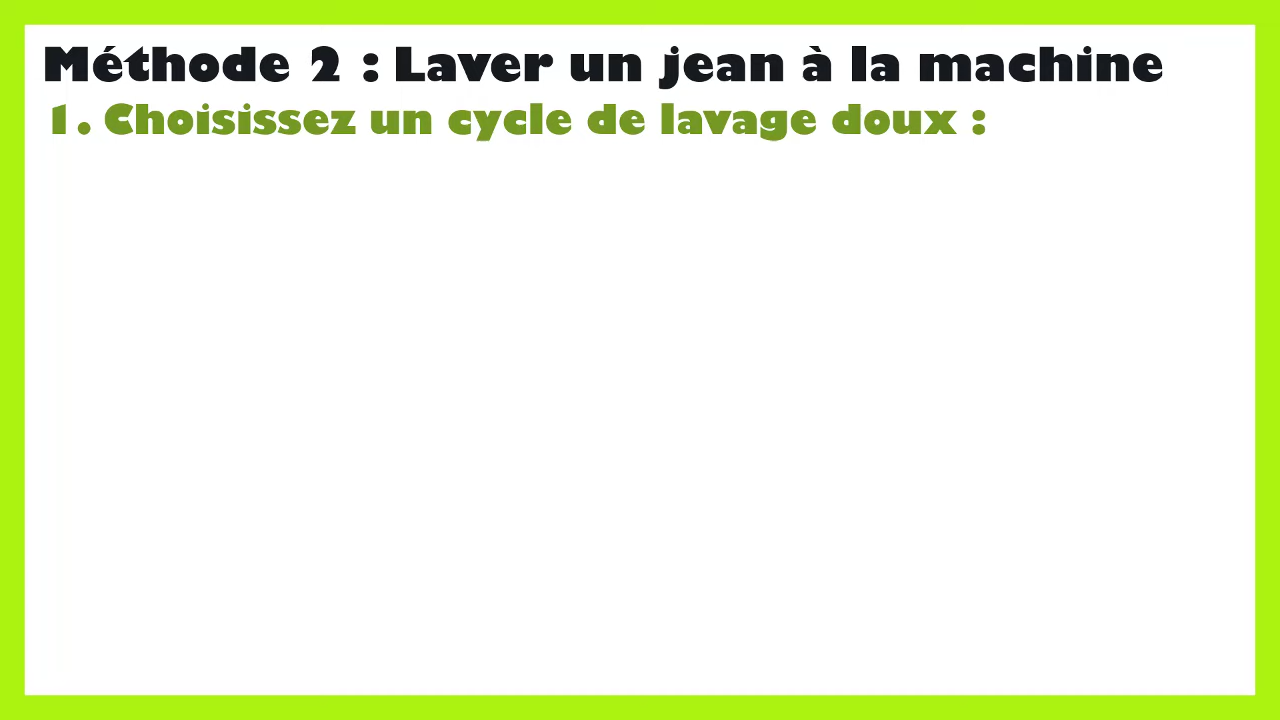 Méthode 2 : Laver un jean à la machine
1. Choisissez un cycle de lavage doux :